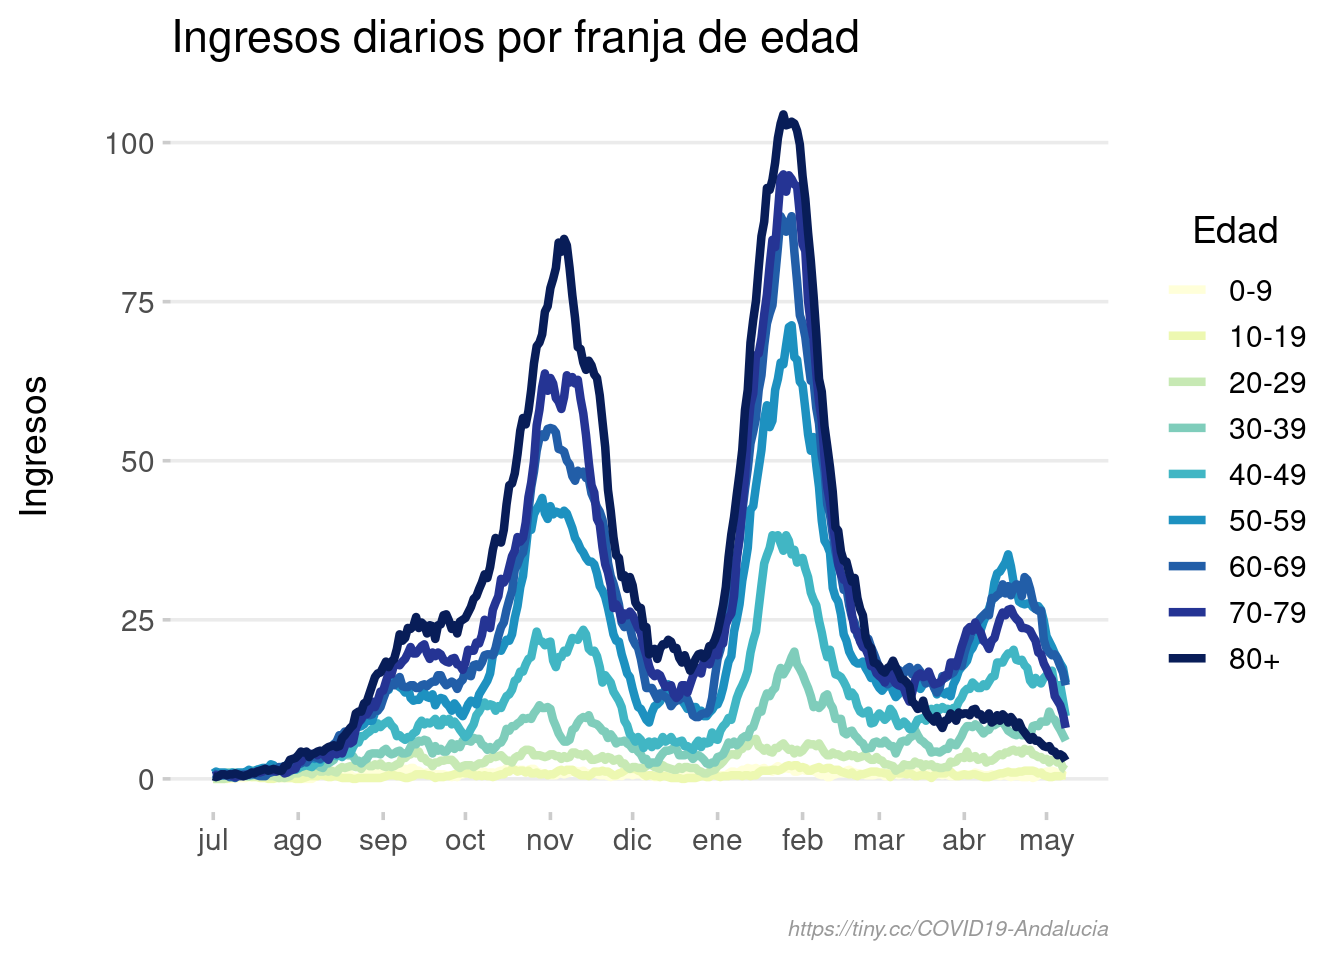 Ingresos diarios por franja de edad
Ingresos
100
75
50
25
0
jul ago sep oct nov dic ene feb mar abr may
Edad
0-9
10-19
20-29
30-39
40-49
50-59
60-69
70-79
80+
https://tiny.cc/COVID19-Andalucia